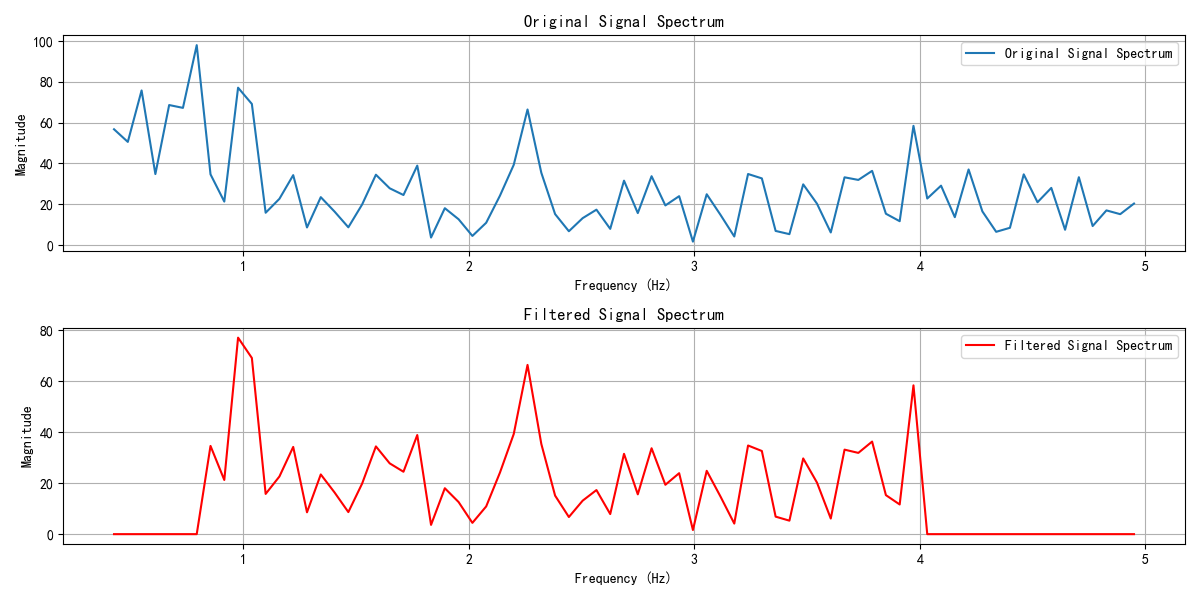 Original Signal Spectrum
100
80
60
40
20
0
Magnitude
Original Signal Spectrum
1
2
3
4
5
Frequency (Hz)
Filtered Signal Spectrum
80
60
40
20
0
Magnitude
Filtered Signal Spectrum
1
2
3
4
5
Frequency (Hz)